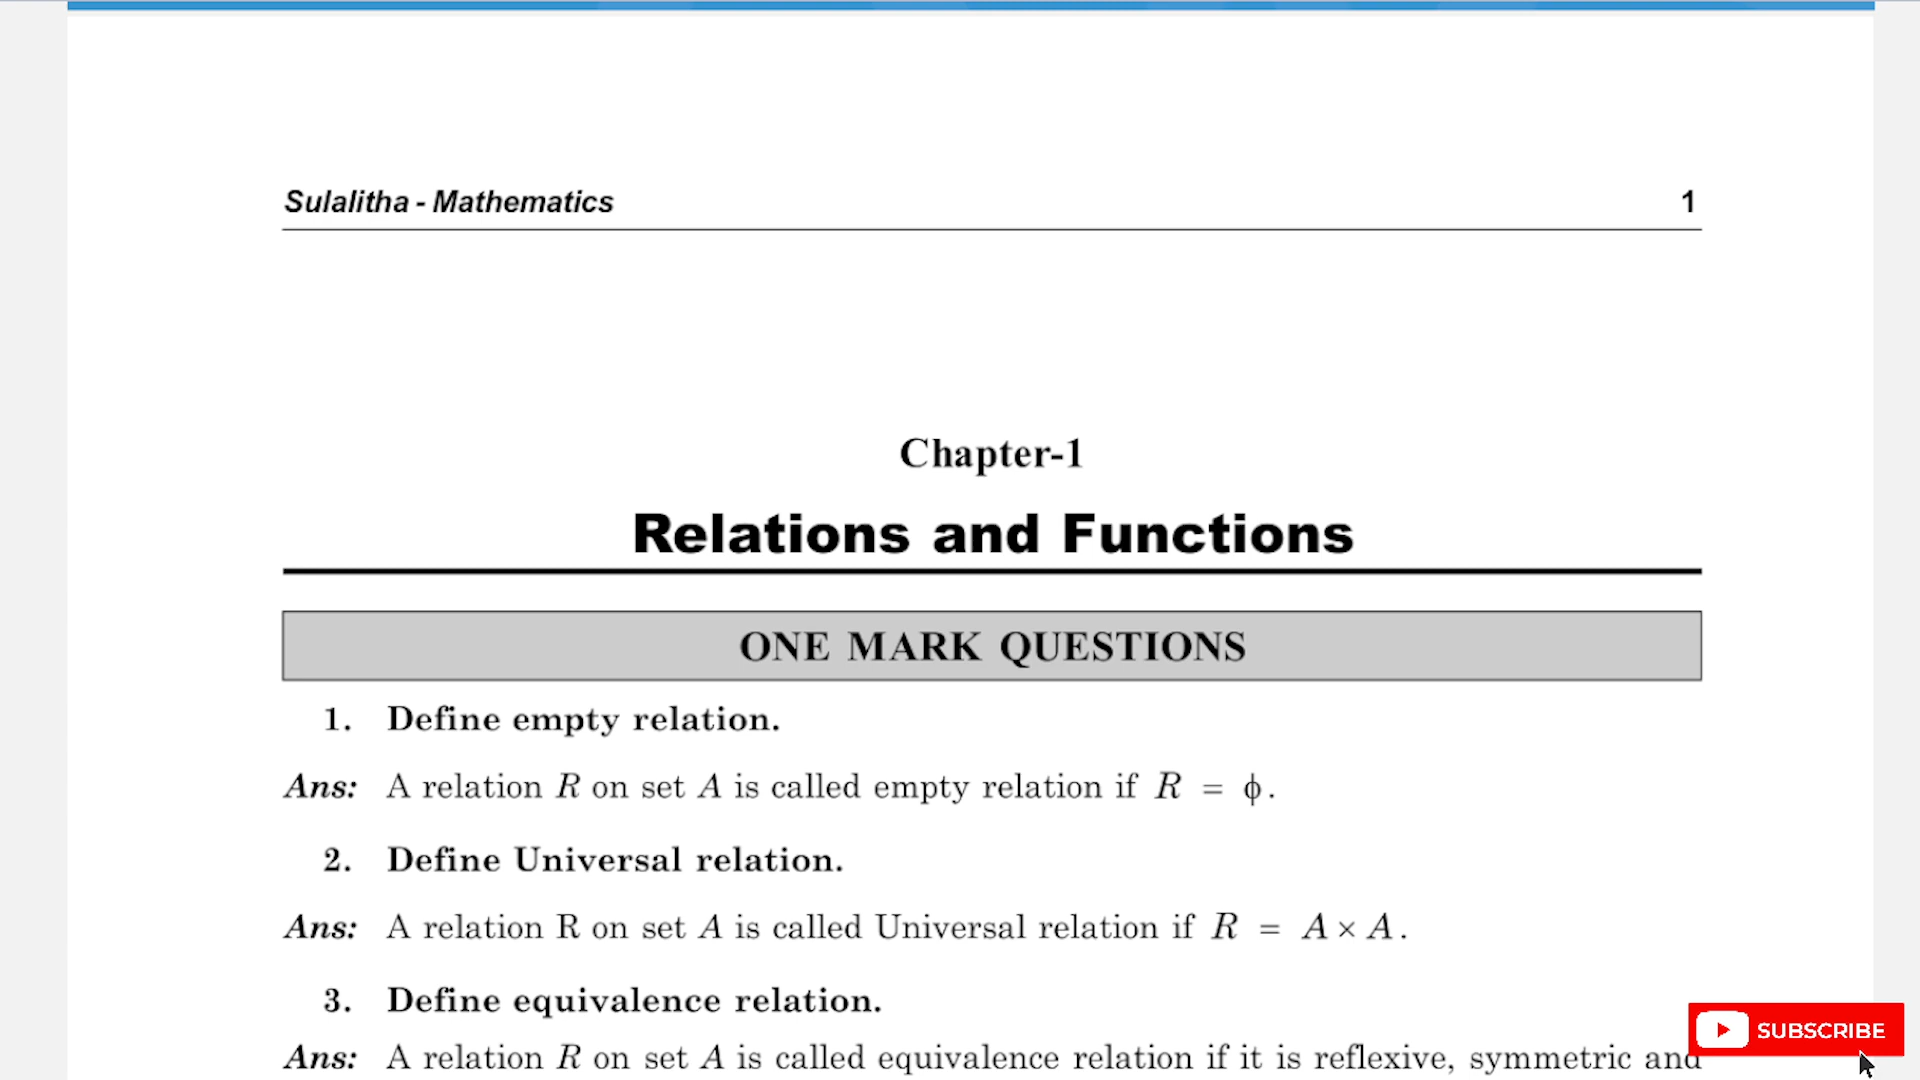 Sulalitha - Mathematics 1
Chapter-1
Relations and Functions
ONE MARK QUESTIONS
1. Define empty relation.
Ans: A relation R on set A is called empty relation if R = ϕ.
2. Define Universal relation.
Ans: A relation R on set A is called Universal relation if R = A × A.
3. Define equivalence relation.
Ans: A relation R on set A is called equivalence relation if it is reflexive, symmetric and
SUBSCRIBE